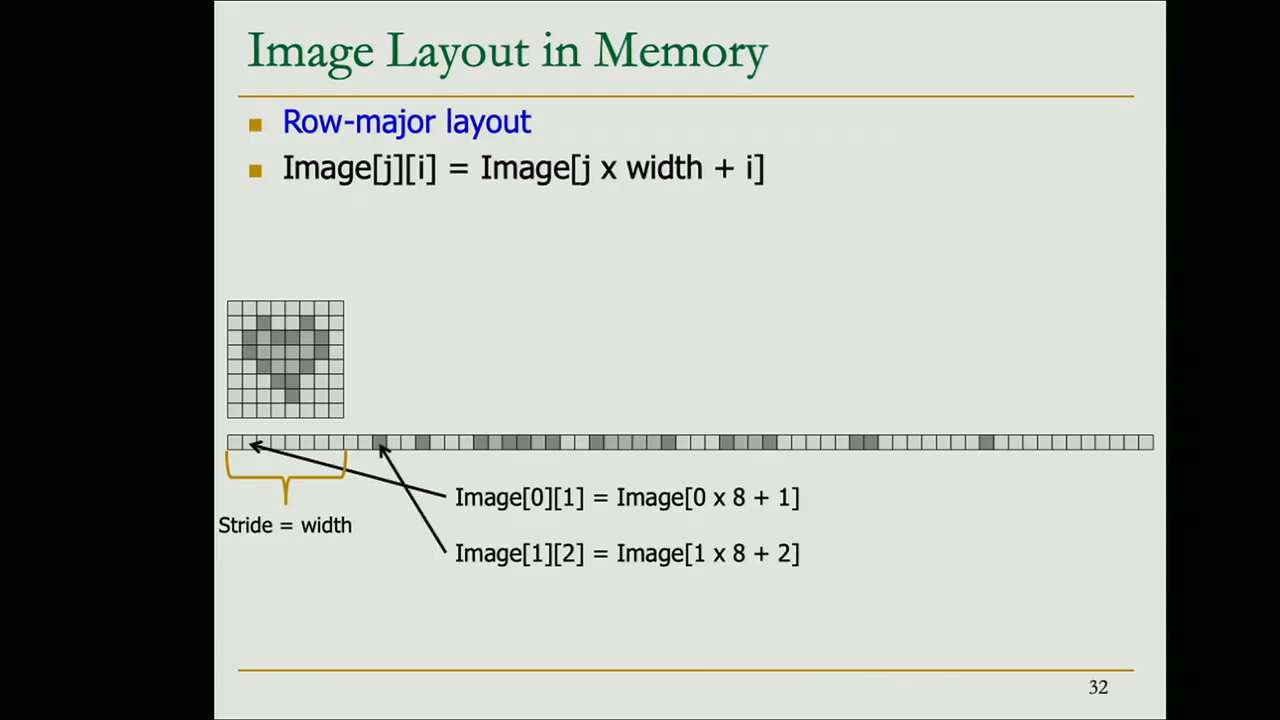 Image Layout in Memory
Row-major layout
Image[j][i] = Image[j x width + i]
Image[0][1] = Image[0 x 8 + 1]
Stride = width
Image[1][2] = Image[1 x 8 + 2]
32